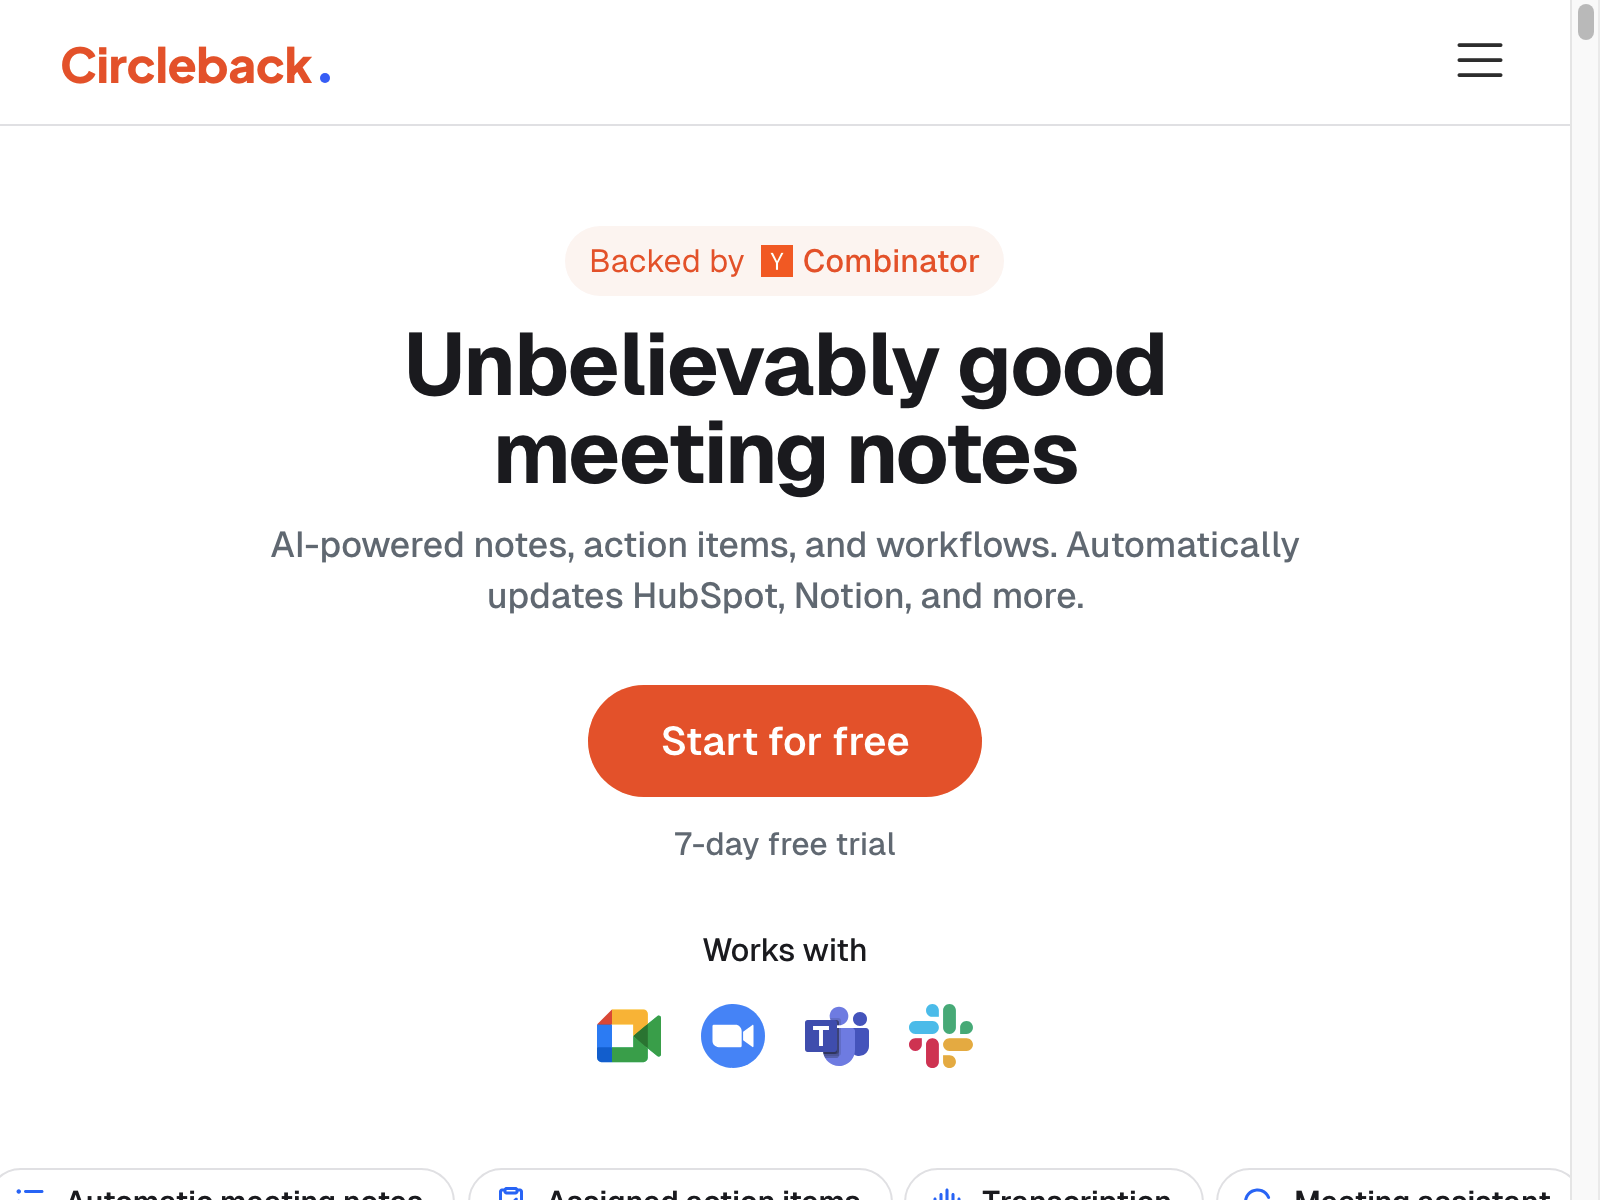 Circleback.
Backed by Y Combinator
Unbelievably good
meeting notes
AI-powered notes, action items, and workflows. Automatically
updates HubSpot, Notion, and more.
Start for free
7-day free trial
Works with
T
Automatic meeting notes
Assigned action items
Transcription
Meeting assistant